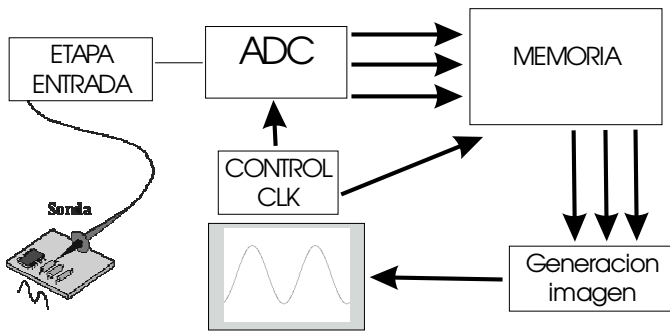 ETAPA
ENTRADA
ADC
MEMORIA
CONTROL
CLK
Sonda
Generacion
imagen